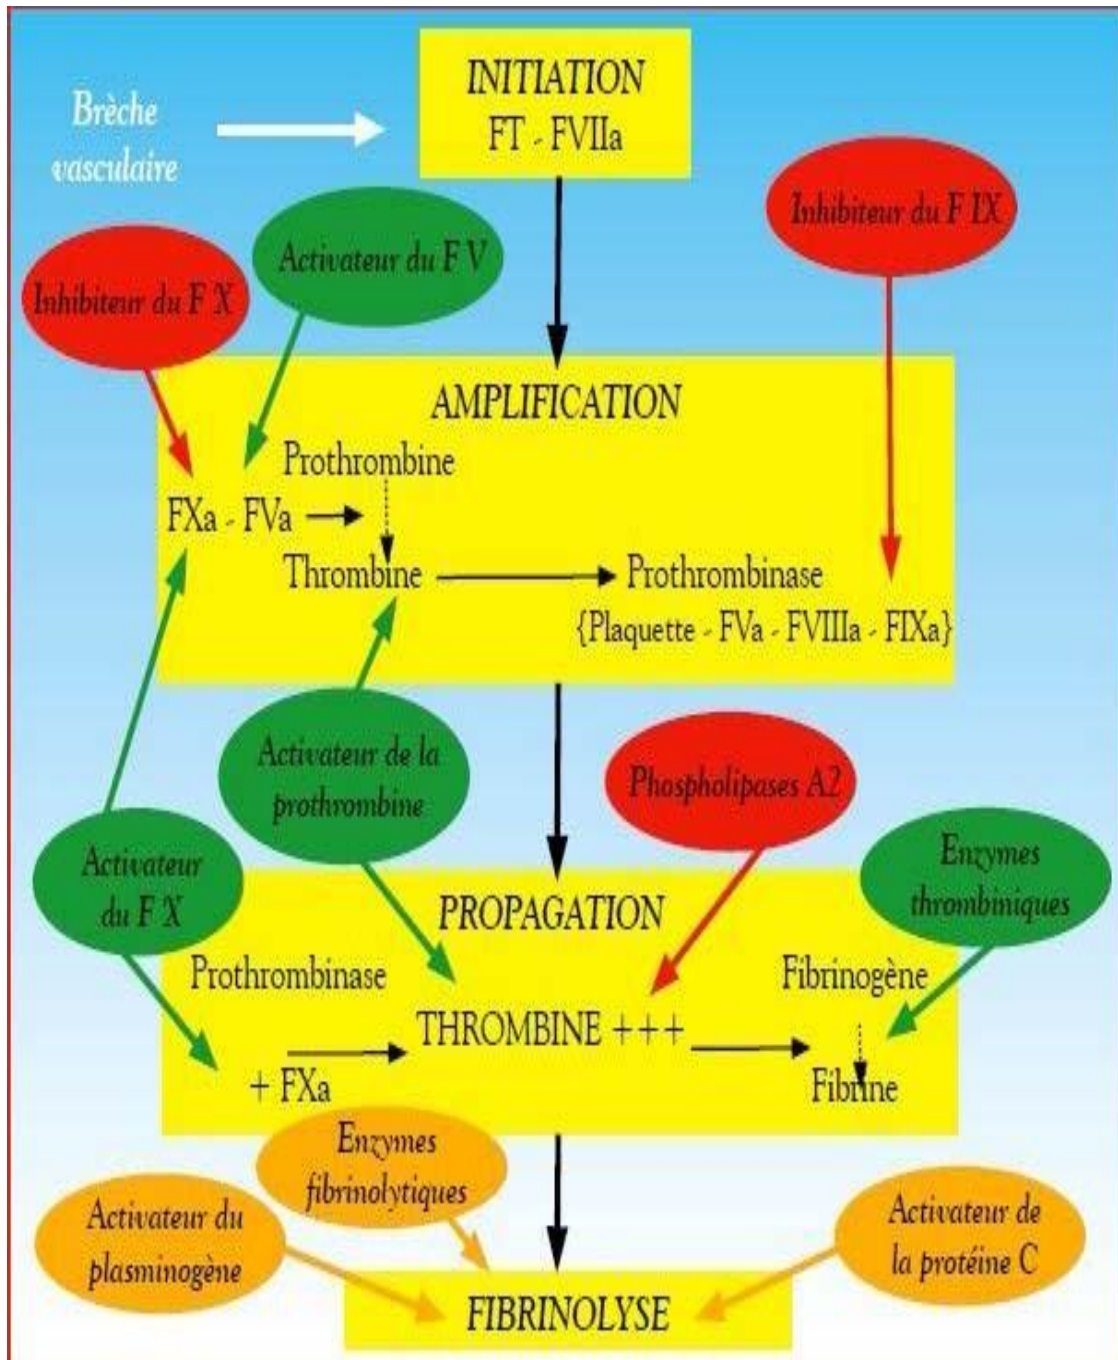 INITIATION
FT - FVIIa
Brèche
vasculaire
Inhibiteur du F IX
Activateur du F V
Inhibiteur du F X
AMPLIFICATION
Prothrombine
FXa - FVa
Thrombine
Prothrombinase
{Plaquette - FVa - FVIIIa - FIXa}
Activateur de la
prothrombine
Phospholipases A2
Activateur
du F X
Enzymes
thrombiniques
PROPAGATION
Prothrombinase
Fibrinogène
THROMBINE +++
+ FXa
Fibrine
Enzymes
fibrinolytiques
Activateur du
plasminogène
Activateur de
la protéine C
FIBRINOLYSE